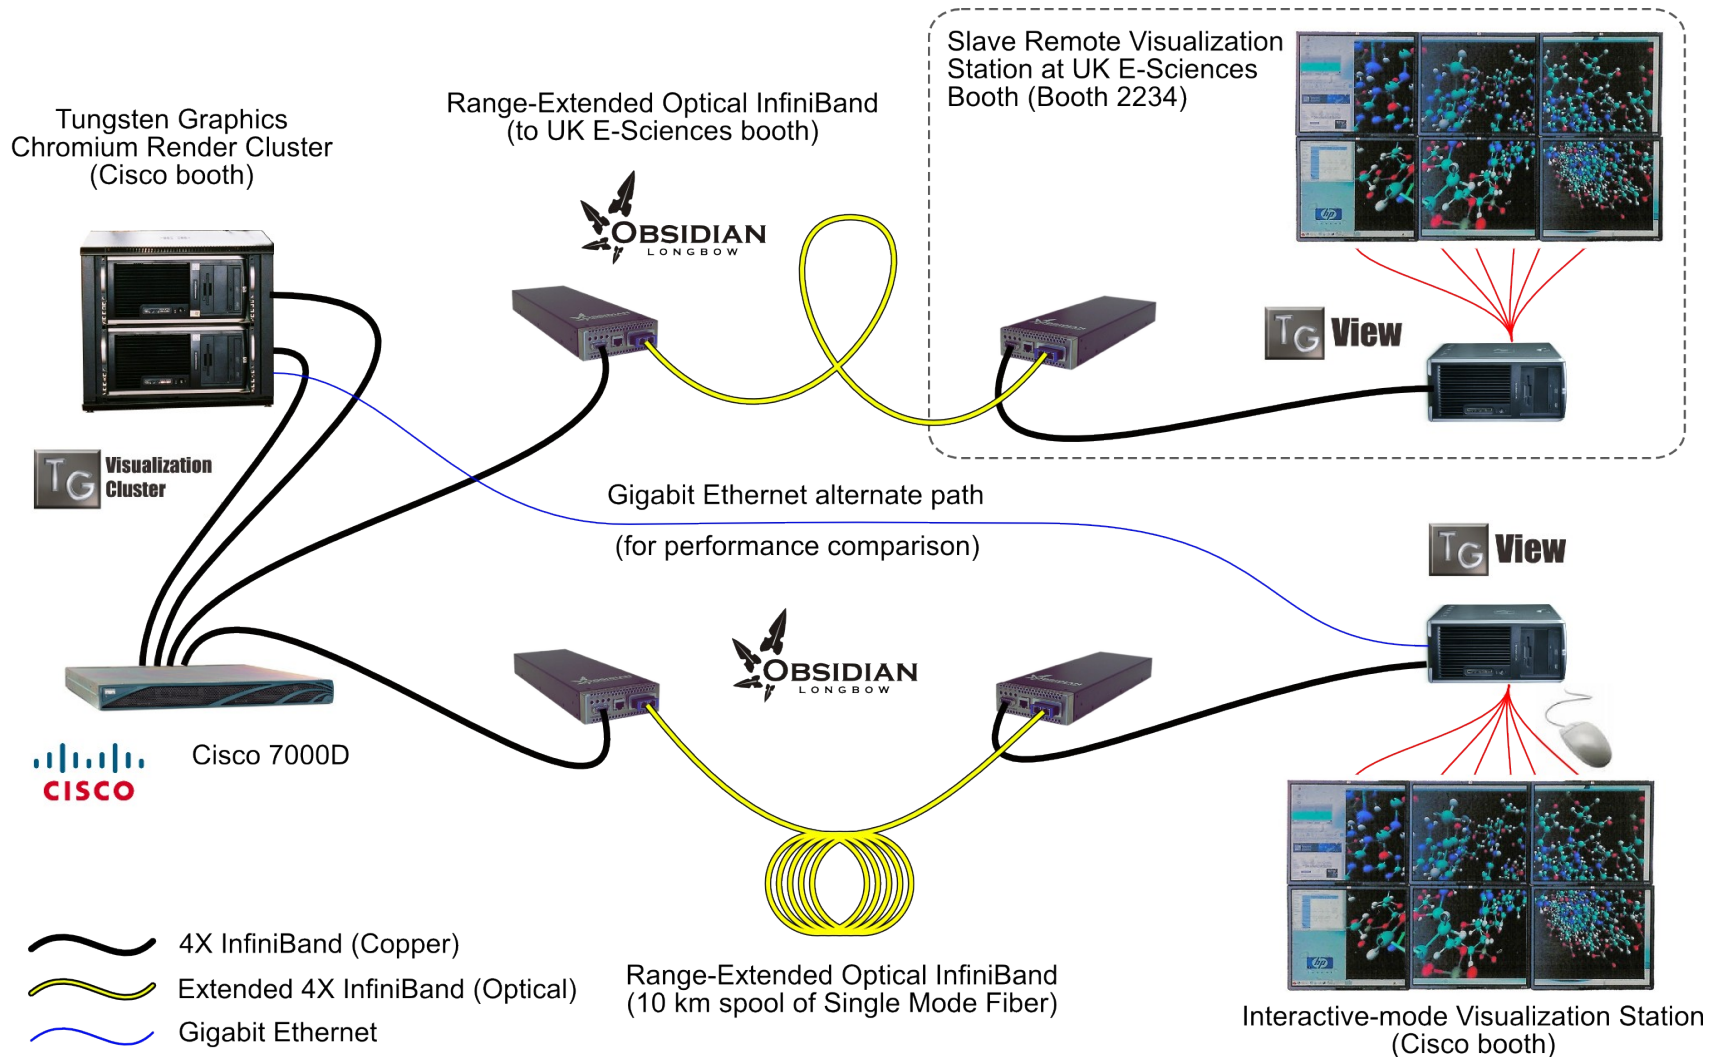 Slave Remote Visualization
Station at UK E-Sciences
Booth (Booth 2234)
Range-Extended Optical InfiniBand
(to UK E-Sciences booth)
Tungsten Graphics
Chromium Render Cluster
(Cisco booth)
OBSIDIAN
LONGBOW
TG View
TG Visualization
Cluster
Gigabit Ethernet alternate path
(for performance comparison)
TG View
OBSIDIAN
LONGBOW
Cisco 7000D
CISCO
4X InfiniBand (Copper)
Extended 4X InfiniBand (Optical)
Gigabit Ethernet
Range-Extended Optical InfiniBand
(10 km spool of Single Mode Fiber)
Interactive-mode Visualization Station
(Cisco booth)
hp
hp